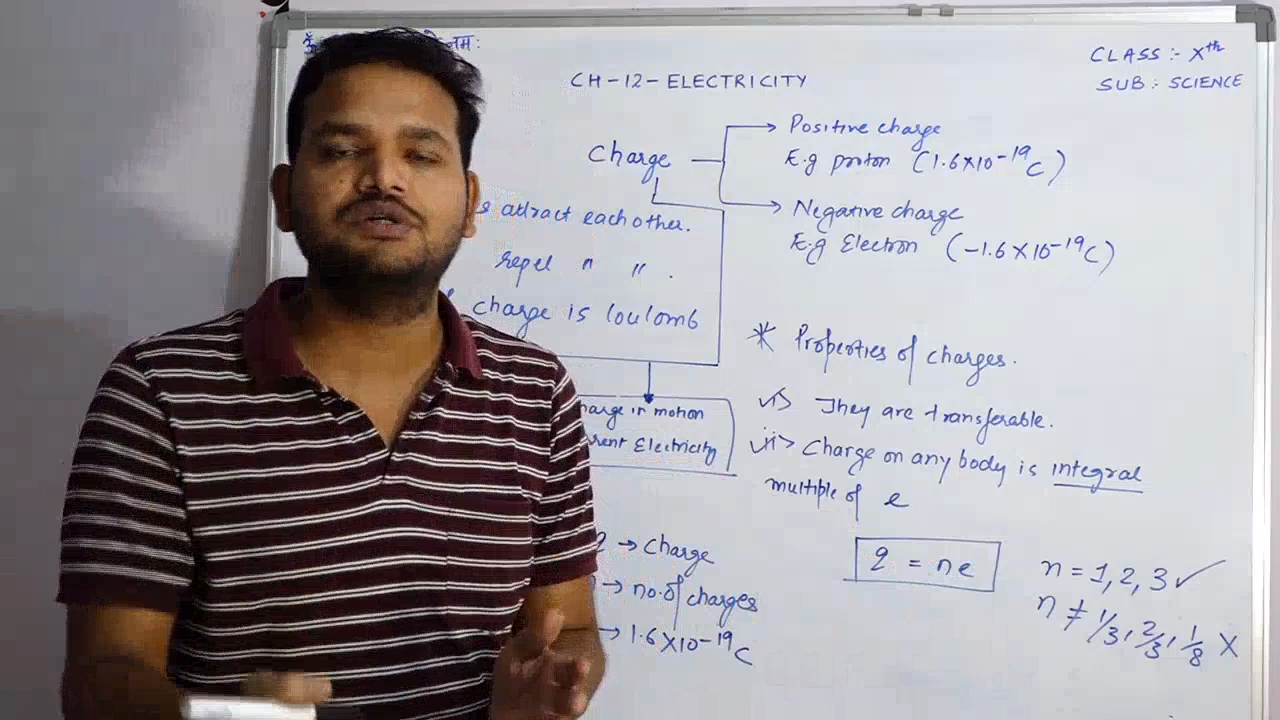 नमः
CLASS :- Xth
SUB : SCIENCE
CH-12-ELECTRICITY
Charge
Positive charge
E.g proton (1.6×10-19C)
Negative charge
E.g Electron (-1.6×10-19C)
attract each other.
repel " " .
charge is Coulomb
in motion
Electricity
* Properties of charges.
i> They are transferable.
ii> Charge on any body is integral
multiple of e
q = ne
n = 1, 2, 3 ✓
n ≠ 1/3, 2/3, 1/8 X
→ Charge
→ no. of charges
→ 1.6×10-19C